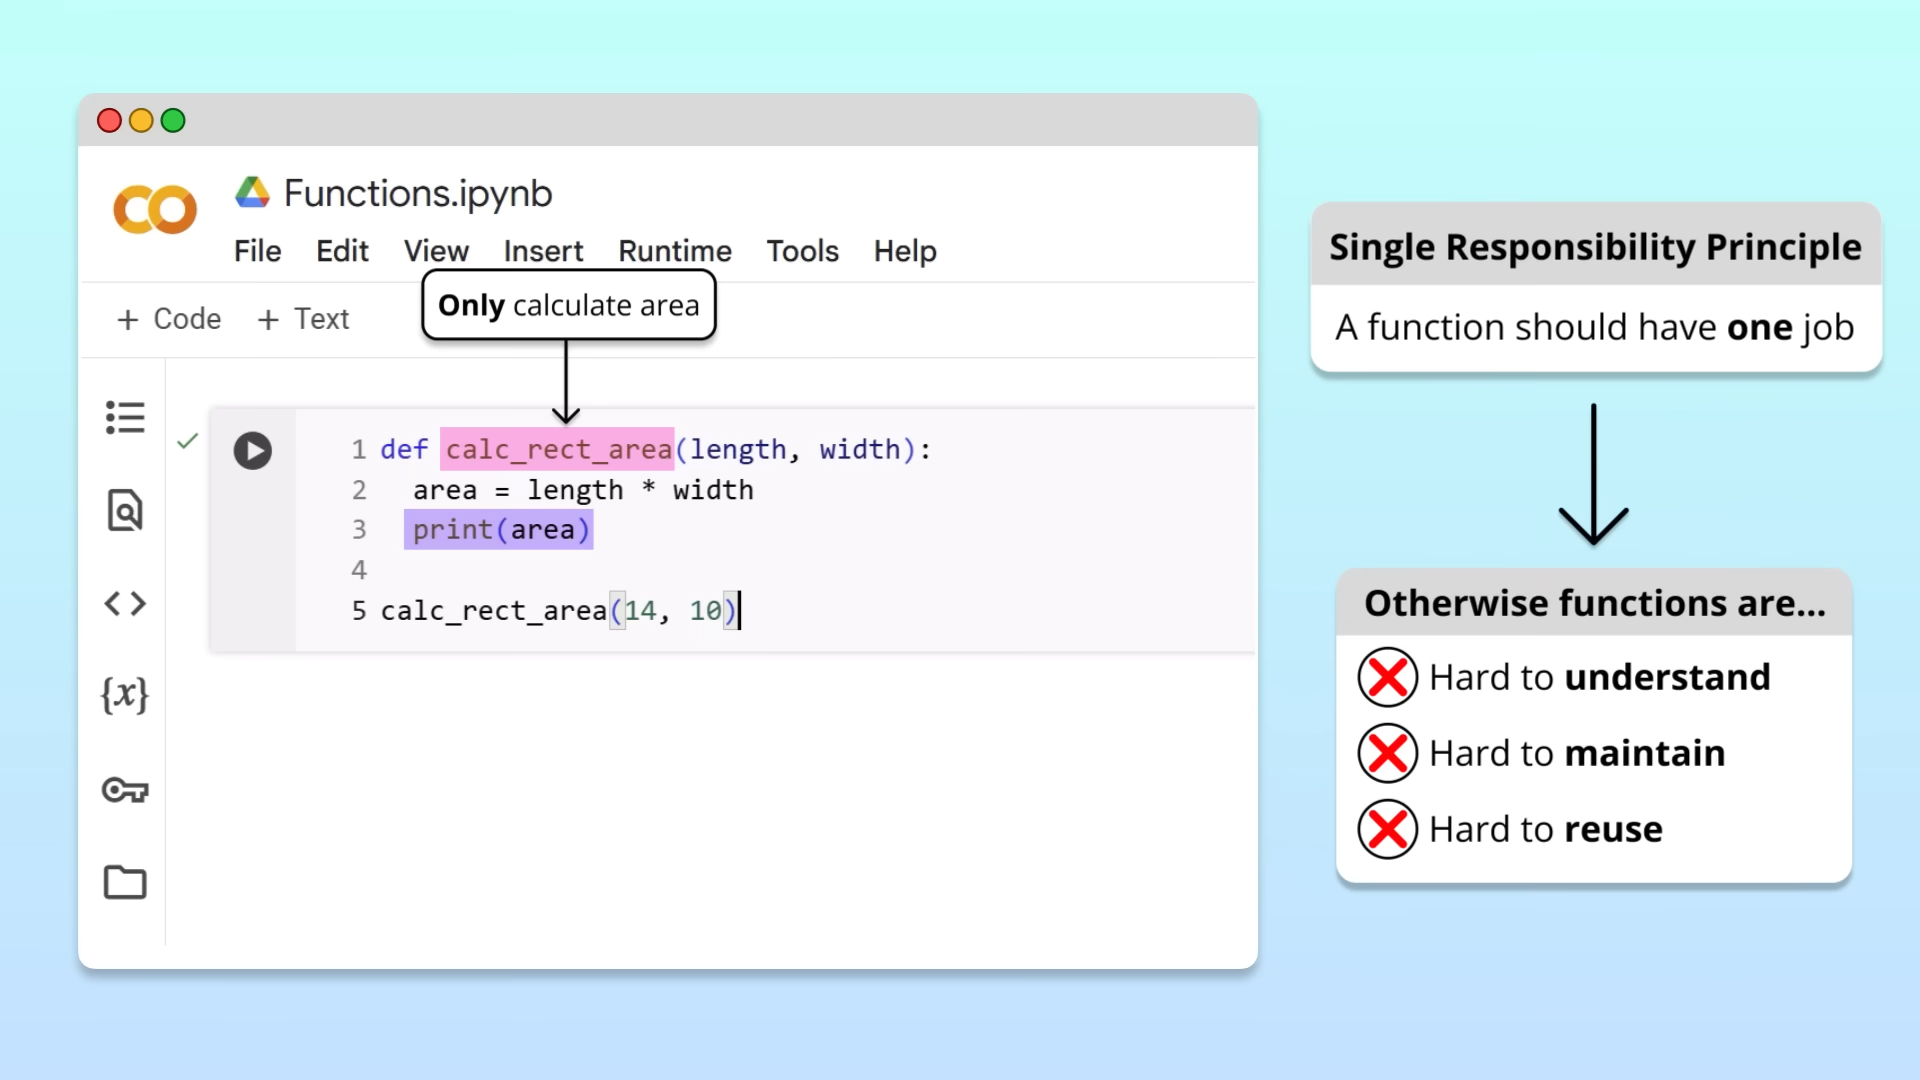 Functions.ipynb
File Edit View Insert Runtime Tools Help
+ Code + Text
Only calculate area
1 def calc_rect_area(length, width):
2 area = length * width
3 print(area)
4
5 calc_rect_area(14, 10)
{x}
Single Responsibility Principle
A function should have one job
Otherwise functions are...
Hard to understand
Hard to maintain
Hard to reuse